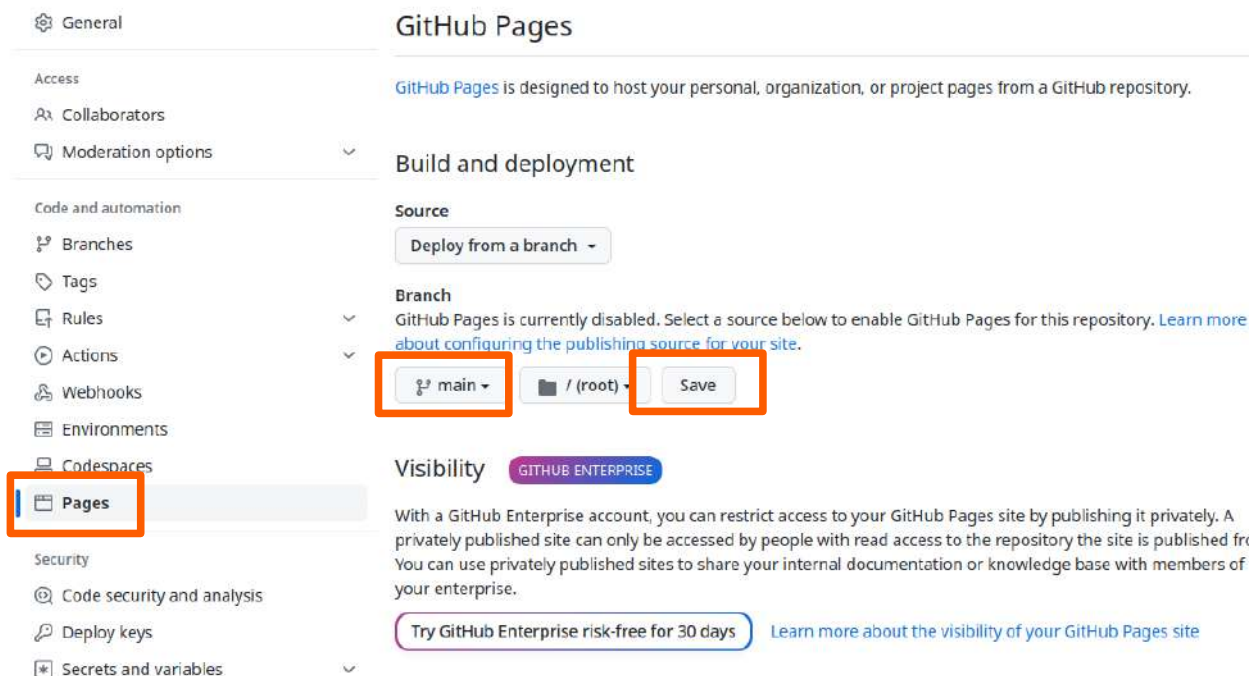 General
Access
Collaborators
Moderation options
Code and automation
Branches
Tags
Rules
Actions
Webhooks
Environments
Codespaces
Pages
Security
Code security and analysis
Deploy keys
Secrets and variables
GitHub Pages
GitHub Pages is designed to host your personal, organization, or project pages from a GitHub repository.
Build and deployment
Source
Deploy from a branch
Branch
GitHub Pages is currently disabled. Select a source below to enable GitHub Pages for this repository. Learn more
about configuring the publishing source for your site.
main / (root) Save
Visibility GITHUB ENTERPRISE
With a GitHub Enterprise account, you can restrict access to your GitHub Pages site by publishing it privately. A
privately published site can only be accessed by people with read access to the repository the site is published fro
You can use privately published sites to share your internal documentation or knowledge base with members of
your enterprise.
Try GitHub Enterprise risk-free for 30 days Learn more about the visibility of your GitHub Pages site